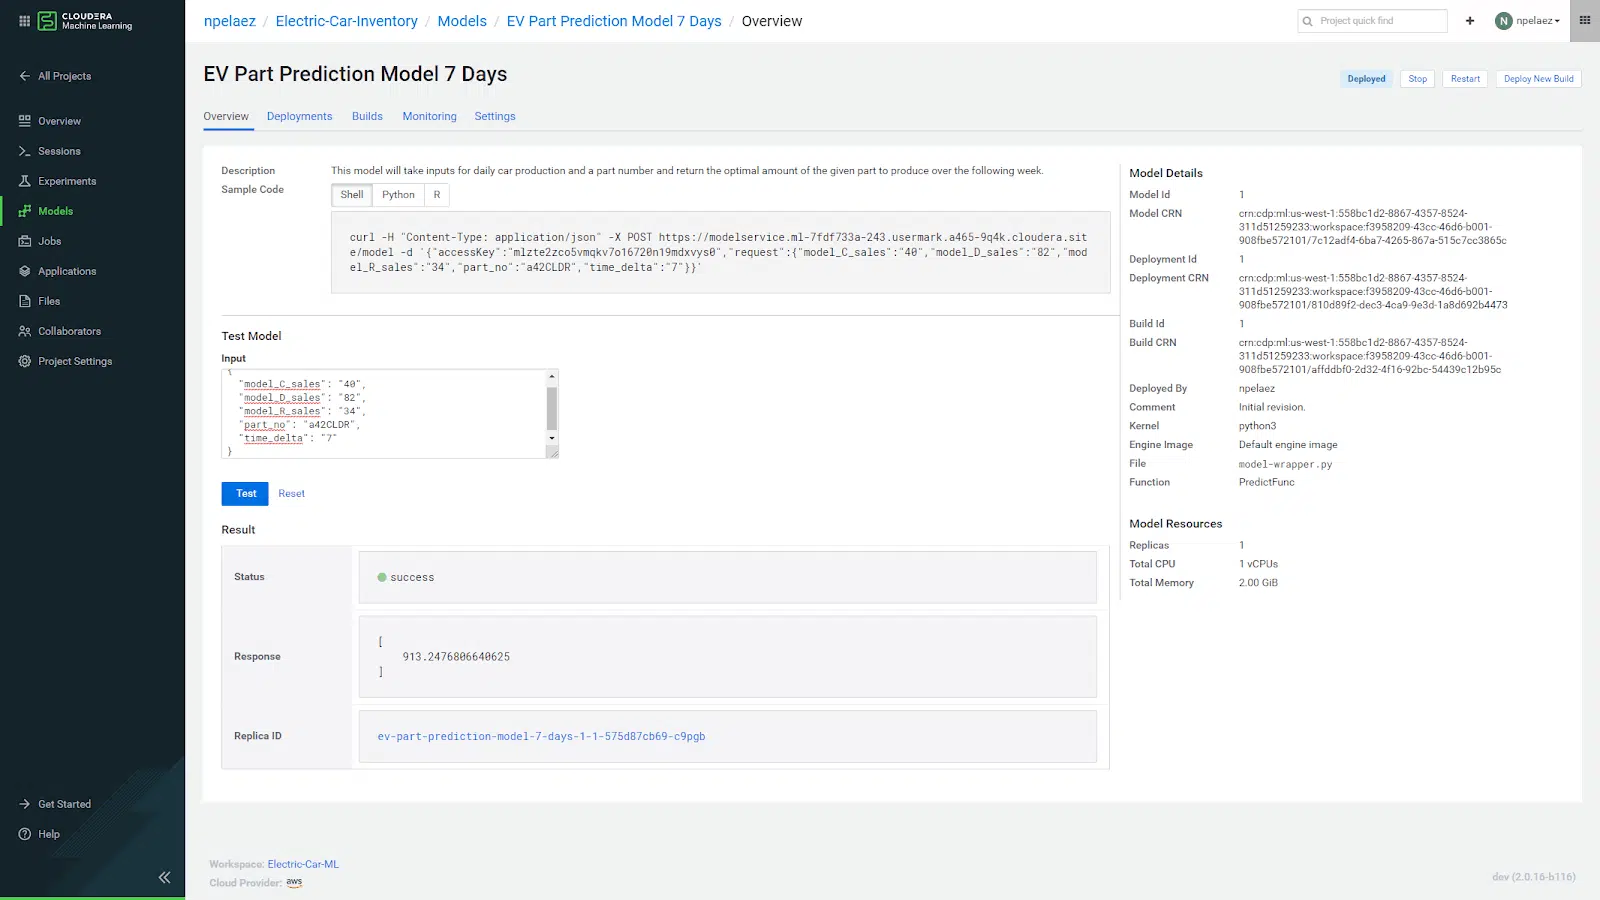 CLOUDERA
Machine Learning
npelaez / Electric-Car-Inventory / Models / EV Part Prediction Model 7 Days / Overview
Project quick find
+
N
npelaez
All Projects
Overview
Sessions
Experiments
Models
Jobs
Applications
Files
Collaborators
Project Settings
Get Started
Help
EV Part Prediction Model 7 Days
Deployed
Stop
Restart
Deploy New Build
Overview
Deployments
Builds
Monitoring
Settings
Description
This model will take inputs for daily car production and a part number and return the optimal amount of the given part to produce over the following week.
Sample Code
Shell
Python
R
curl -H "Content-Type: application/json" -X POST https://modelservice.ml-7fdf733a-243.usermark.a465-9q4k.cloudera.sit
e/model -d '{"accessKey":"mlzte2zco5vmqkv7o16720n19mdxvys0","request":{"model_C_sales":"40","model_D_sales":"82","mod
el_R_sales":"34","part_no":"a42CLDR","time_delta":"7"}}'
Test Model
Input
{
"model_C_sales": "40",
"model_D_sales": "82",
"model_R_sales": "34",
"part_no": "a42CLDR",
"time_delta": "7"
}
Test
Reset
Result
Status
success
Response
[
913.2476806640625
]
Replica ID
ev-part-prediction-model-7-days-1-1-575d87cb69-c9pgb
Model Details
Model Id
1
Model CRN
crn:cdp:ml:us-west-1:558bc1d2-8867-4357-8524-
311d51259233:workspace:f3958209-43cc-46d6-b001-
908fbe572101/7c12adf4-6ba7-4265-867a-515c7cc3865c
Deployment Id
1
Deployment CRN
crn:cdp:ml:us-west-1:558bc1d2-8867-4357-8524-
311d51259233:workspace:f3958209-43cc-46d6-b001-
908fbe572101/810d89f2-dec3-4ca9-9e3d-1a8d692b4473
Build Id
1
Build CRN
crn:cdp:ml:us-west-1:558bc1d2-8867-4357-8524-
311d51259233:workspace:f3958209-43cc-46d6-b001-
908fbe572101/affddbf0-2d32-4f16-92bc-54439c12b95c
Deployed By
npelaez
Comment
Initial revision.
Kernel
python3
Engine Image
Default engine image
File
model-wrapper.py
Function
PredictFunc
Model Resources
Replicas
1
Total CPU
1 vCPUs
Total Memory
2.00 GiB
Workspace: Electric-Car-ML
Cloud Provider: aws
dev (2.0.16-b116)